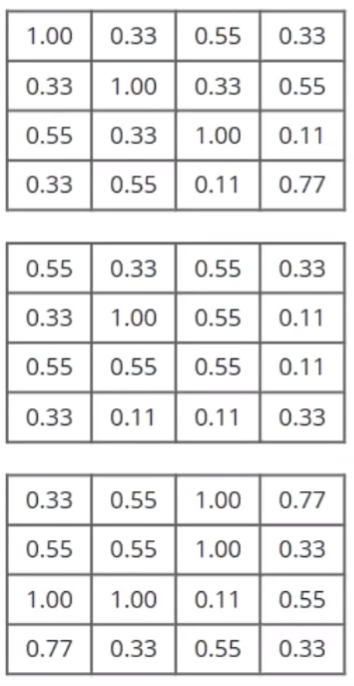 1.00 0.33 0.55 0.33
0.33 1.00 0.33 0.55
0.55 0.33 1.00 0.11
0.33 0.55 0.11 0.77
0.55 0.33 0.55 0.33
0.33 1.00 0.55 0.11
0.55 0.55 0.55 0.11
0.33 0.11 0.11 0.33
0.33 0.55 1.00 0.77
0.55 0.55 1.00 0.33
1.00 1.00 0.11 0.55
0.77 0.33 0.55 0.33